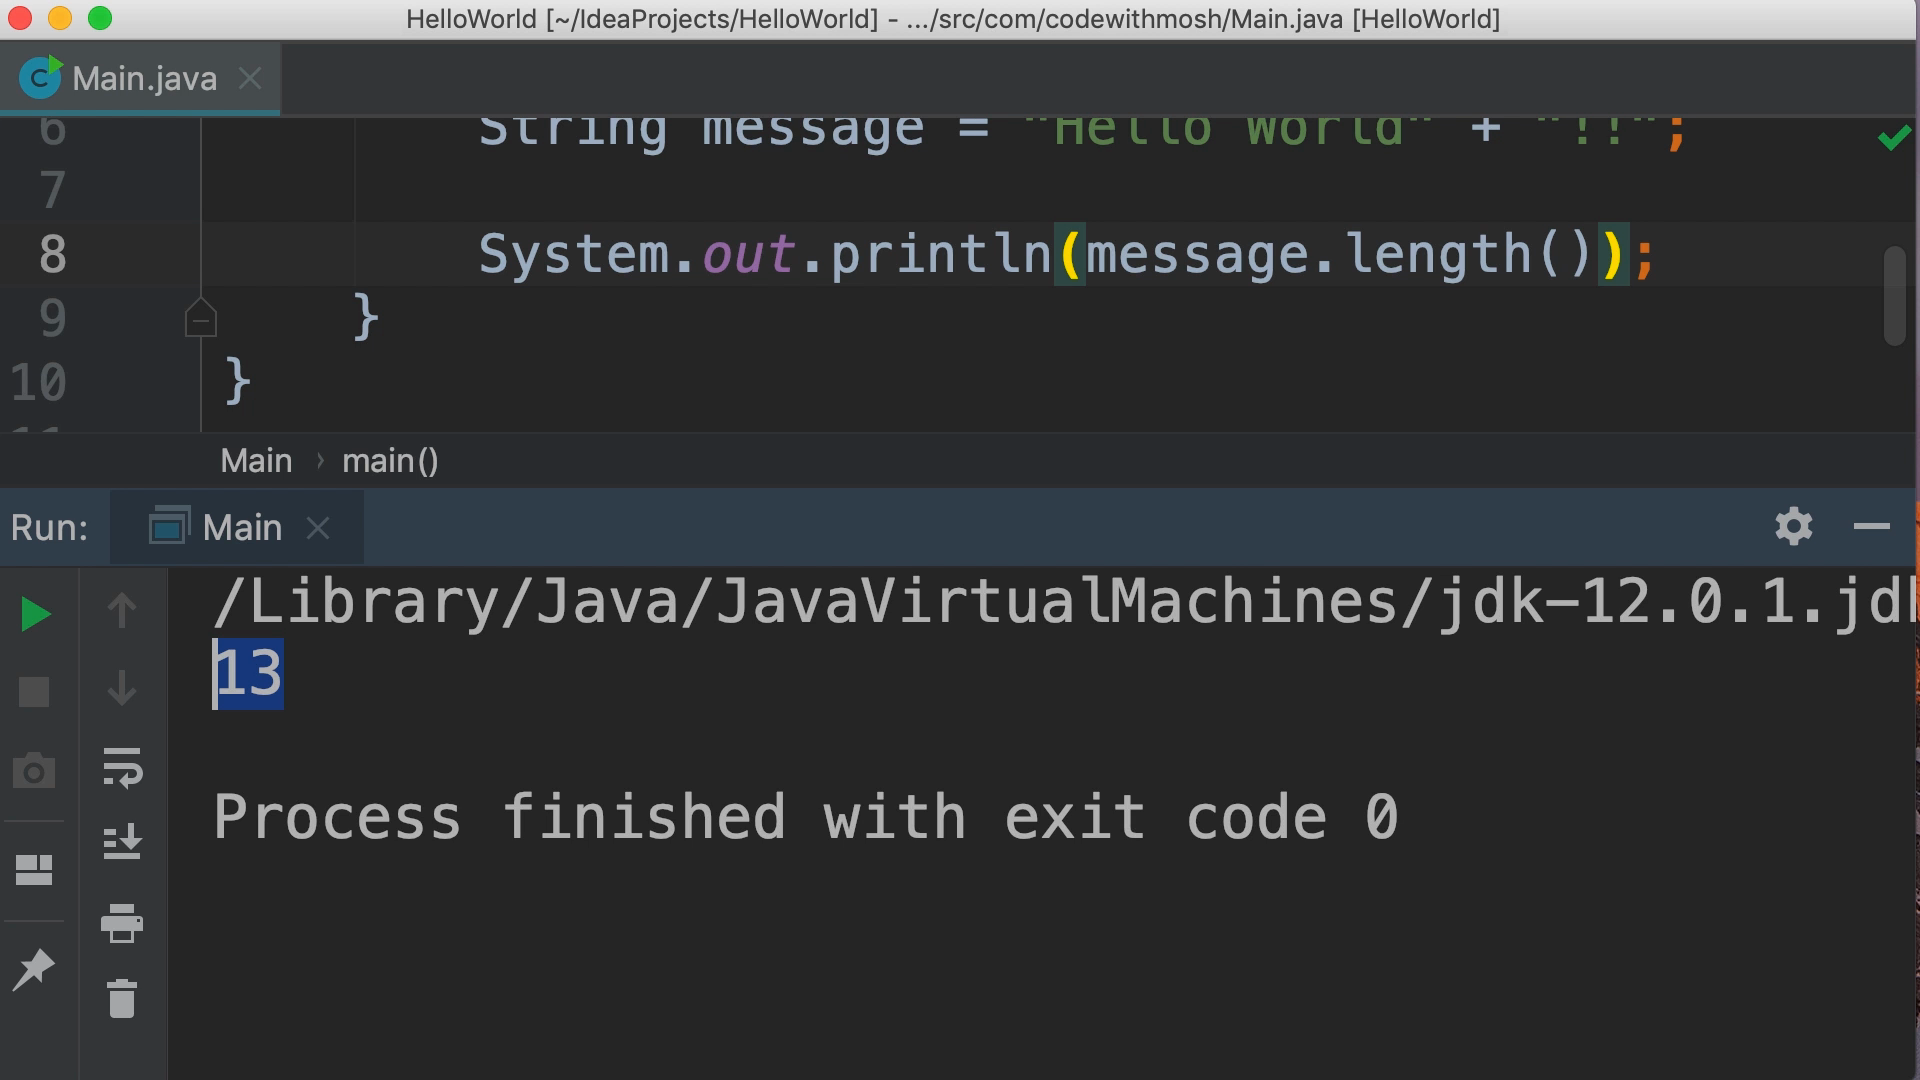 HelloWorld [~/IdeaProjects/HelloWorld] - .../src/com/codewithmosh/Main.java [HelloWorld]
Main.java
6 String message = "Hello World" + "!!";
7
8 System.out.println(message.length());
9 }
10 }
11
Main › main()
Run: Main
/Library/Java/JavaVirtualMachines/jdk-12.0.1.jdk
13
Process finished with exit code 0